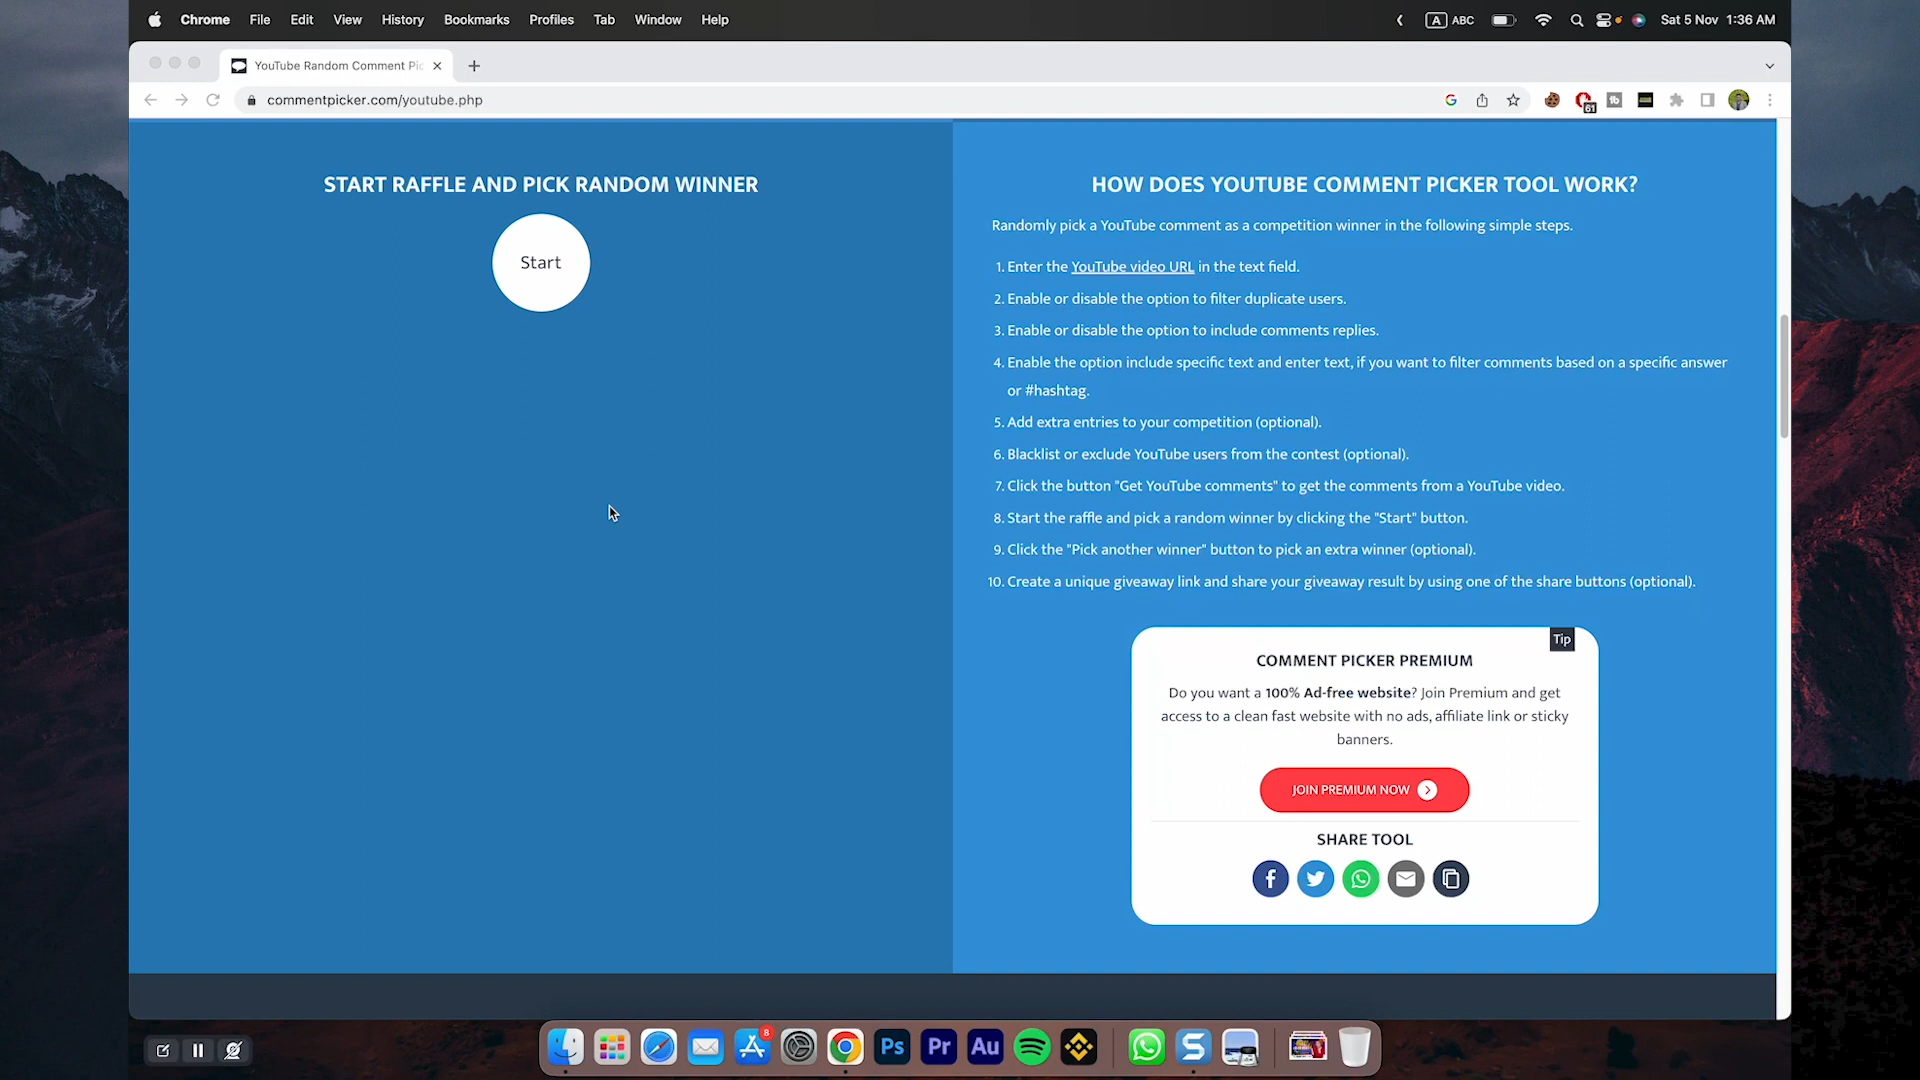 Chrome File Edit View History Bookmarks Profiles Tab Window Help
A ABC Sat 5 Nov 1:36 AM
YouTube Random Comment Pic
commentpicker.com/youtube.php
61
START RAFFLE AND PICK RANDOM WINNER
Start
HOW DOES YOUTUBE COMMENT PICKER TOOL WORK?
Randomly pick a YouTube comment as a competition winner in the following simple steps.
1. Enter the YouTube video URL in the text field.
2. Enable or disable the option to filter duplicate users.
3. Enable or disable the option to include comments replies.
4. Enable the option include specific text and enter text, if you want to filter comments based on a specific answer
or #hashtag.
5. Add extra entries to your competition (optional).
6. Blacklist or exclude YouTube users from the contest (optional).
7. Click the button "Get YouTube comments" to get the comments from a YouTube video.
8. Start the raffle and pick a random winner by clicking the "Start" button.
9. Click the "Pick another winner" button to pick an extra winner (optional).
10. Create a unique giveaway link and share your giveaway result by using one of the share buttons (optional).
Tip
COMMENT PICKER PREMIUM
Do you want a 100% Ad-free website? Join Premium and get
access to a clean fast website with no ads, affiliate link or sticky
banners.
JOIN PREMIUM NOW
SHARE TOOL
8
Ps Pr Au S